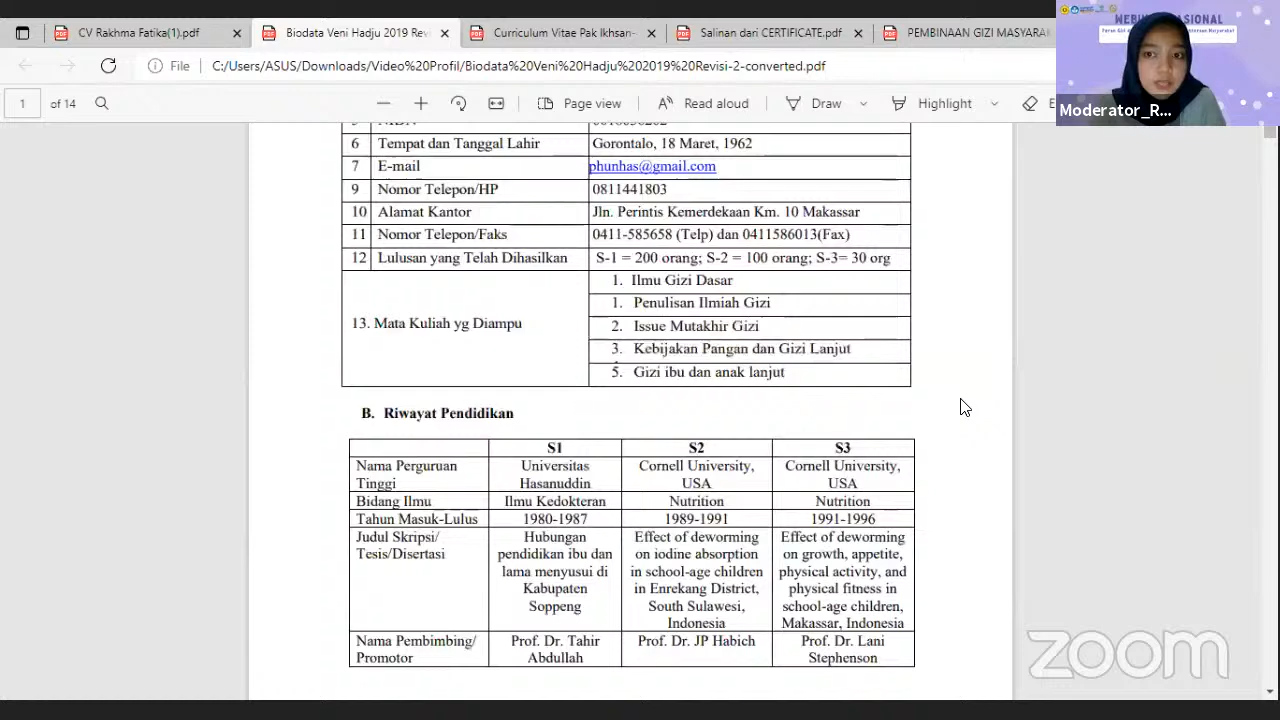 CV Rakhma Fatika(1).pdf
Biodata Veni Hadju 2019 Revi
Curriculum Vitae Pak Ikhsan-
Salinan dari CERTIFICATE.pdf
PEMBINAAN GIZI MASYARA
File
C:/Users/ASUS/Downloads/Video%20Profil/Biodata%20Veni%20Hadju%202019%20Revisi-2-converted.pdf
1 of 14
Page view
Read aloud
Draw
Highlight
WEBINAR NASIONAL
Moderator_R...
6 Tempat dan Tanggal Lahir Gorontalo, 18 Maret, 1962
7 E-mail phunhas@gmail.com
9 Nomor Telepon/HP 0811441803
10 Alamat Kantor Jln. Perintis Kemerdekaan Km. 10 Makassar
11 Nomor Telepon/Faks 0411-585658 (Telp) dan 0411586013(Fax)
12 Lulusan yang Telah Dihasilkan S-1 = 200 orang; S-2 = 100 orang; S-3= 30 org
13. Mata Kuliah yg Diampu
1. Ilmu Gizi Dasar
1. Penulisan Ilmiah Gizi
2. Issue Mutakhir Gizi
3. Kebijakan Pangan dan Gizi Lanjut
5. Gizi ibu dan anak lanjut
B. Riwayat Pendidikan
S1 S2 S3
Nama Perguruan Tinggi
Universitas Hasanuddin
Cornell University, USA
Cornell University, USA
Bidang Ilmu Ilmu Kedokteran Nutrition Nutrition
Tahun Masuk-Lulus 1980-1987 1989-1991 1991-1996
Judul Skripsi/
Tesis/Disertasi
Hubungan
pendidikan ibu dan
lama menyusui di
Kabupaten
Soppeng
Effect of deworming
on iodine absorption
in school-age children
in Enrekang District,
South Sulawesi,
Indonesia
Effect of deworming
on growth, appetite,
physical activity, and
physical fitness in
school-age children,
Makassar, Indonesia
Nama Pembimbing/
Promotor
Prof. Dr. Tahir
Abdullah
Prof. Dr. JP Habich
Prof. Dr. Lani
Stephenson
zoom